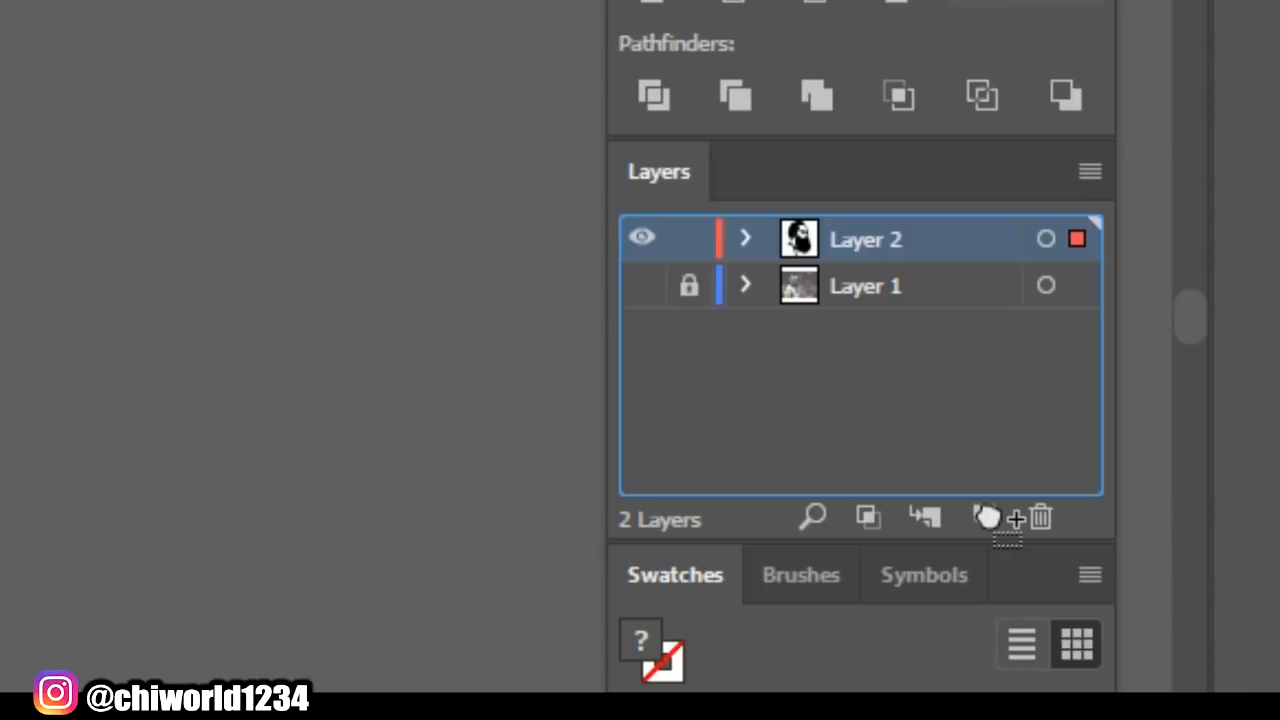 Pathfinders:
Layers
Layer 2
Layer 1
2 Layers
Swatches Brushes Symbols
?
@chiworld1234